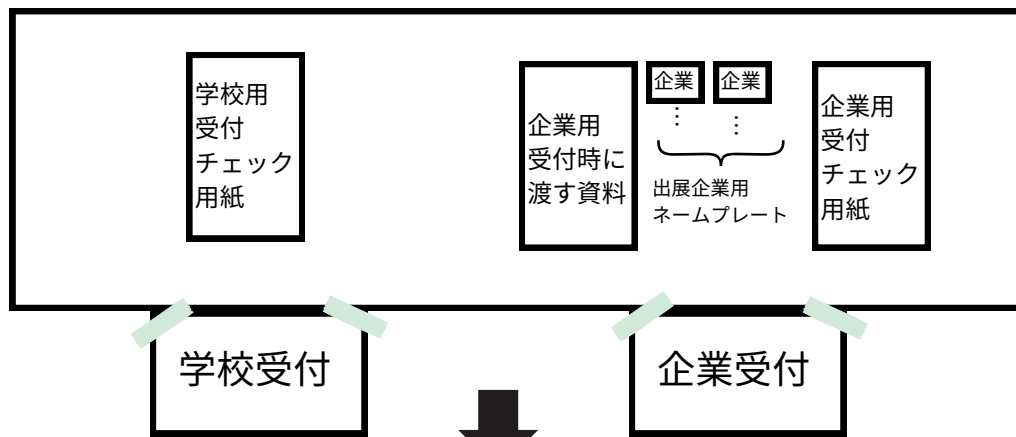 学校用
受付
チェック
用紙
企業用
受付時に
渡す資料
企業
企業
…
…
出展企業用
ネームプレート
企業用
受付
チェック
用紙
学校受付
企業受付